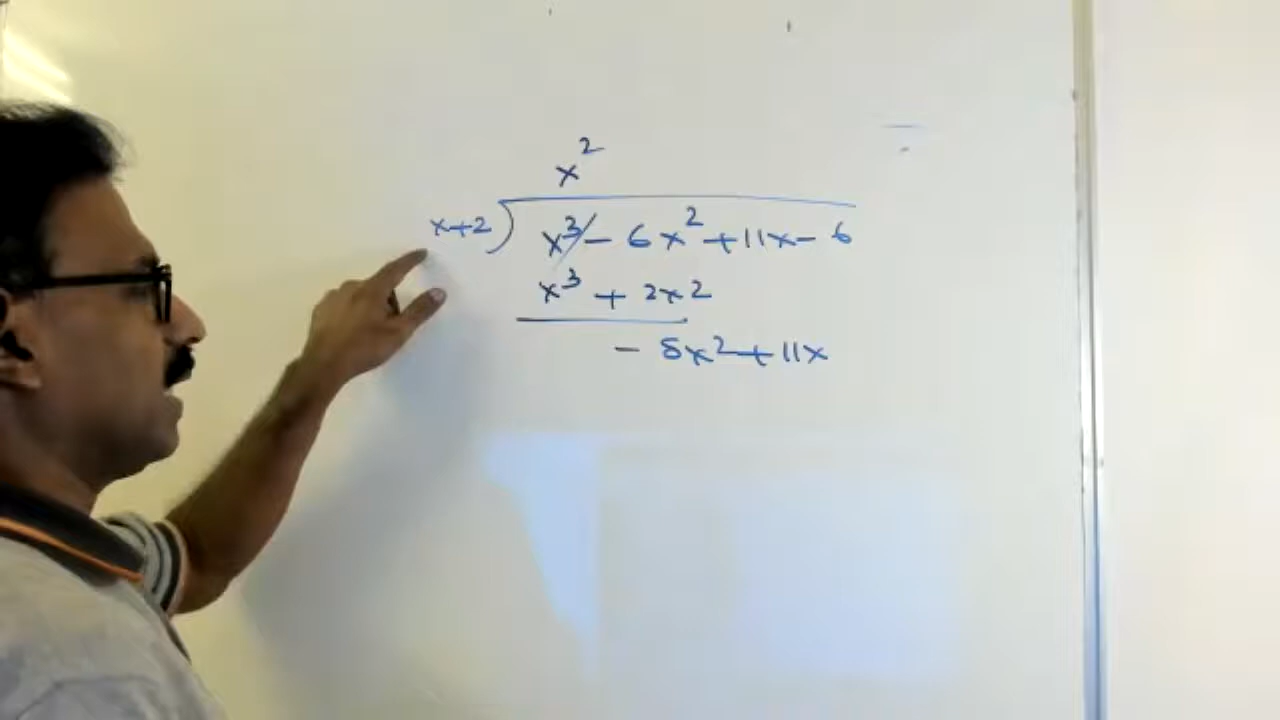 x²
x+2) x³ - 6x² + 11x - 6
x³ + 2x2
- 8x² + 11x